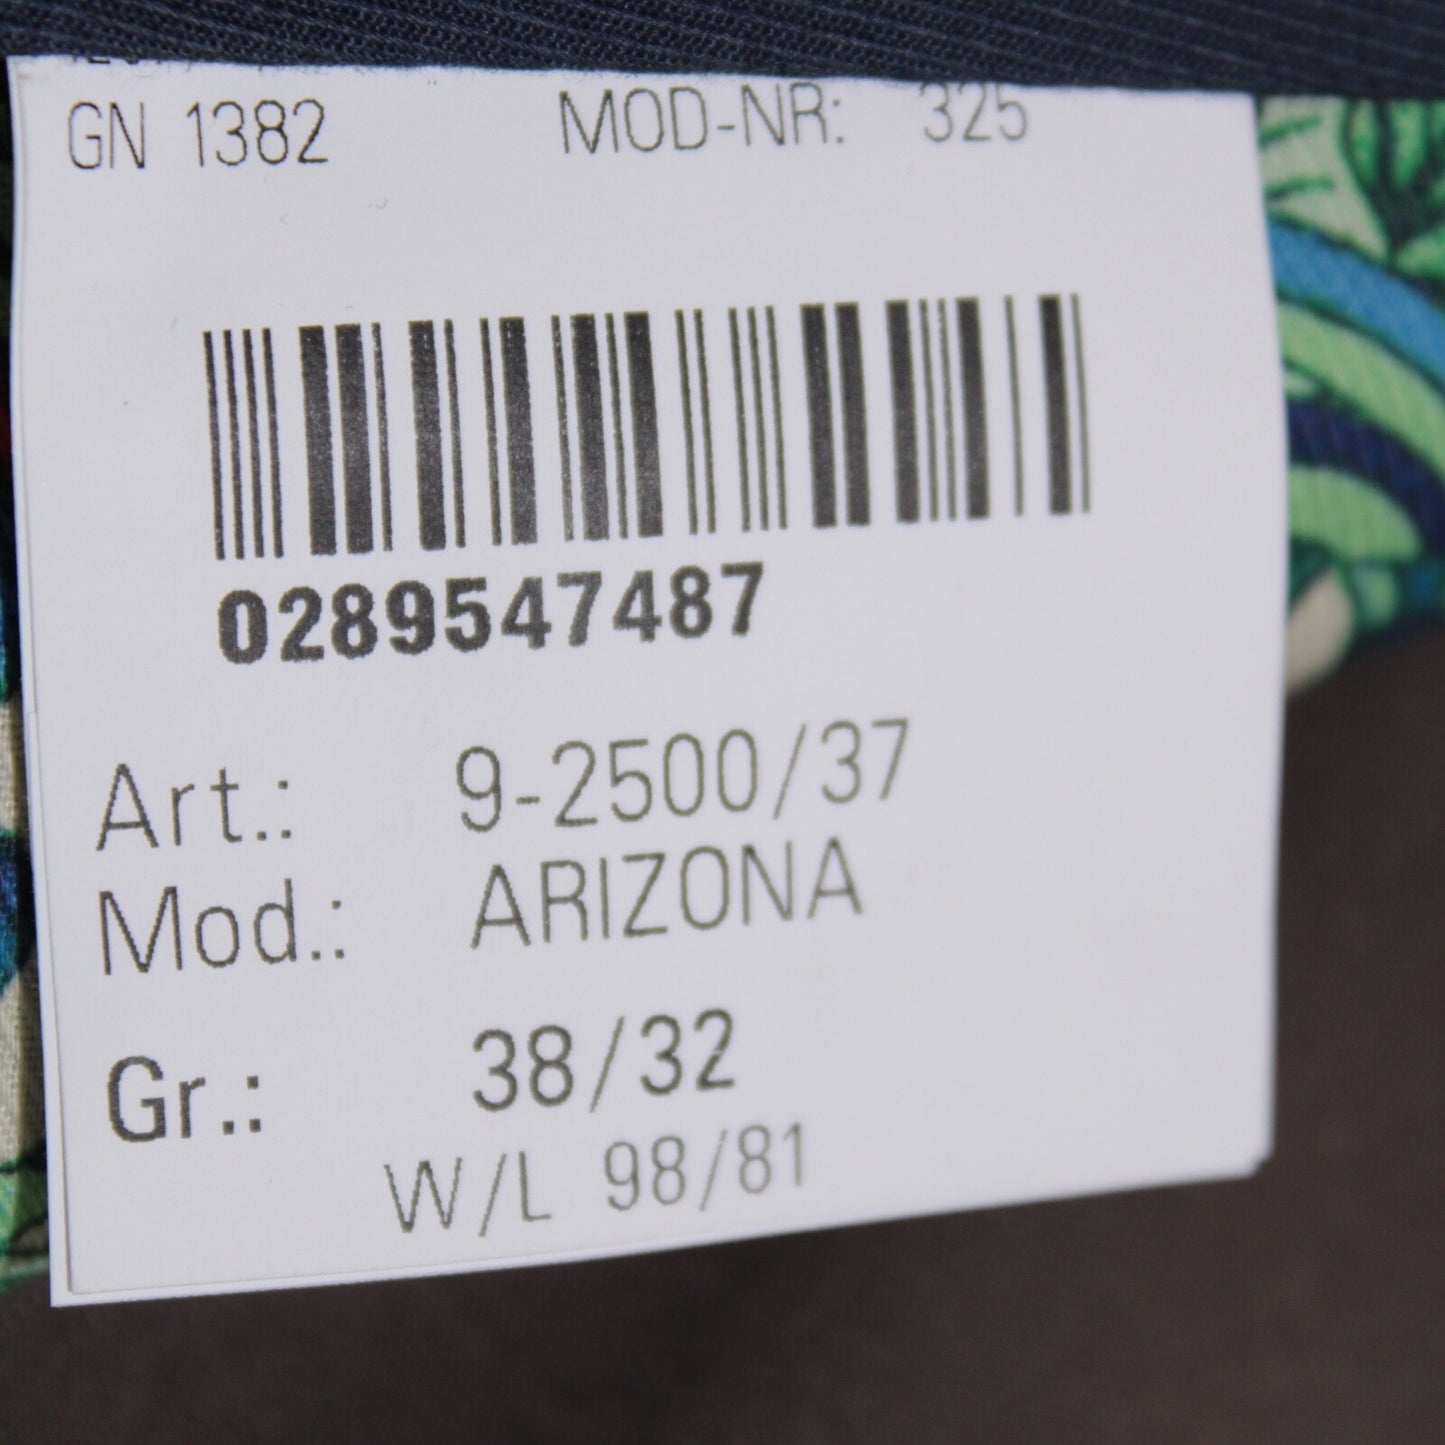 GN 1382 MOD-NR: 325
0289547487
Art.: 9-2500/37
Mod.: ARIZONA
Gr.: 38/32
W/L 98/81